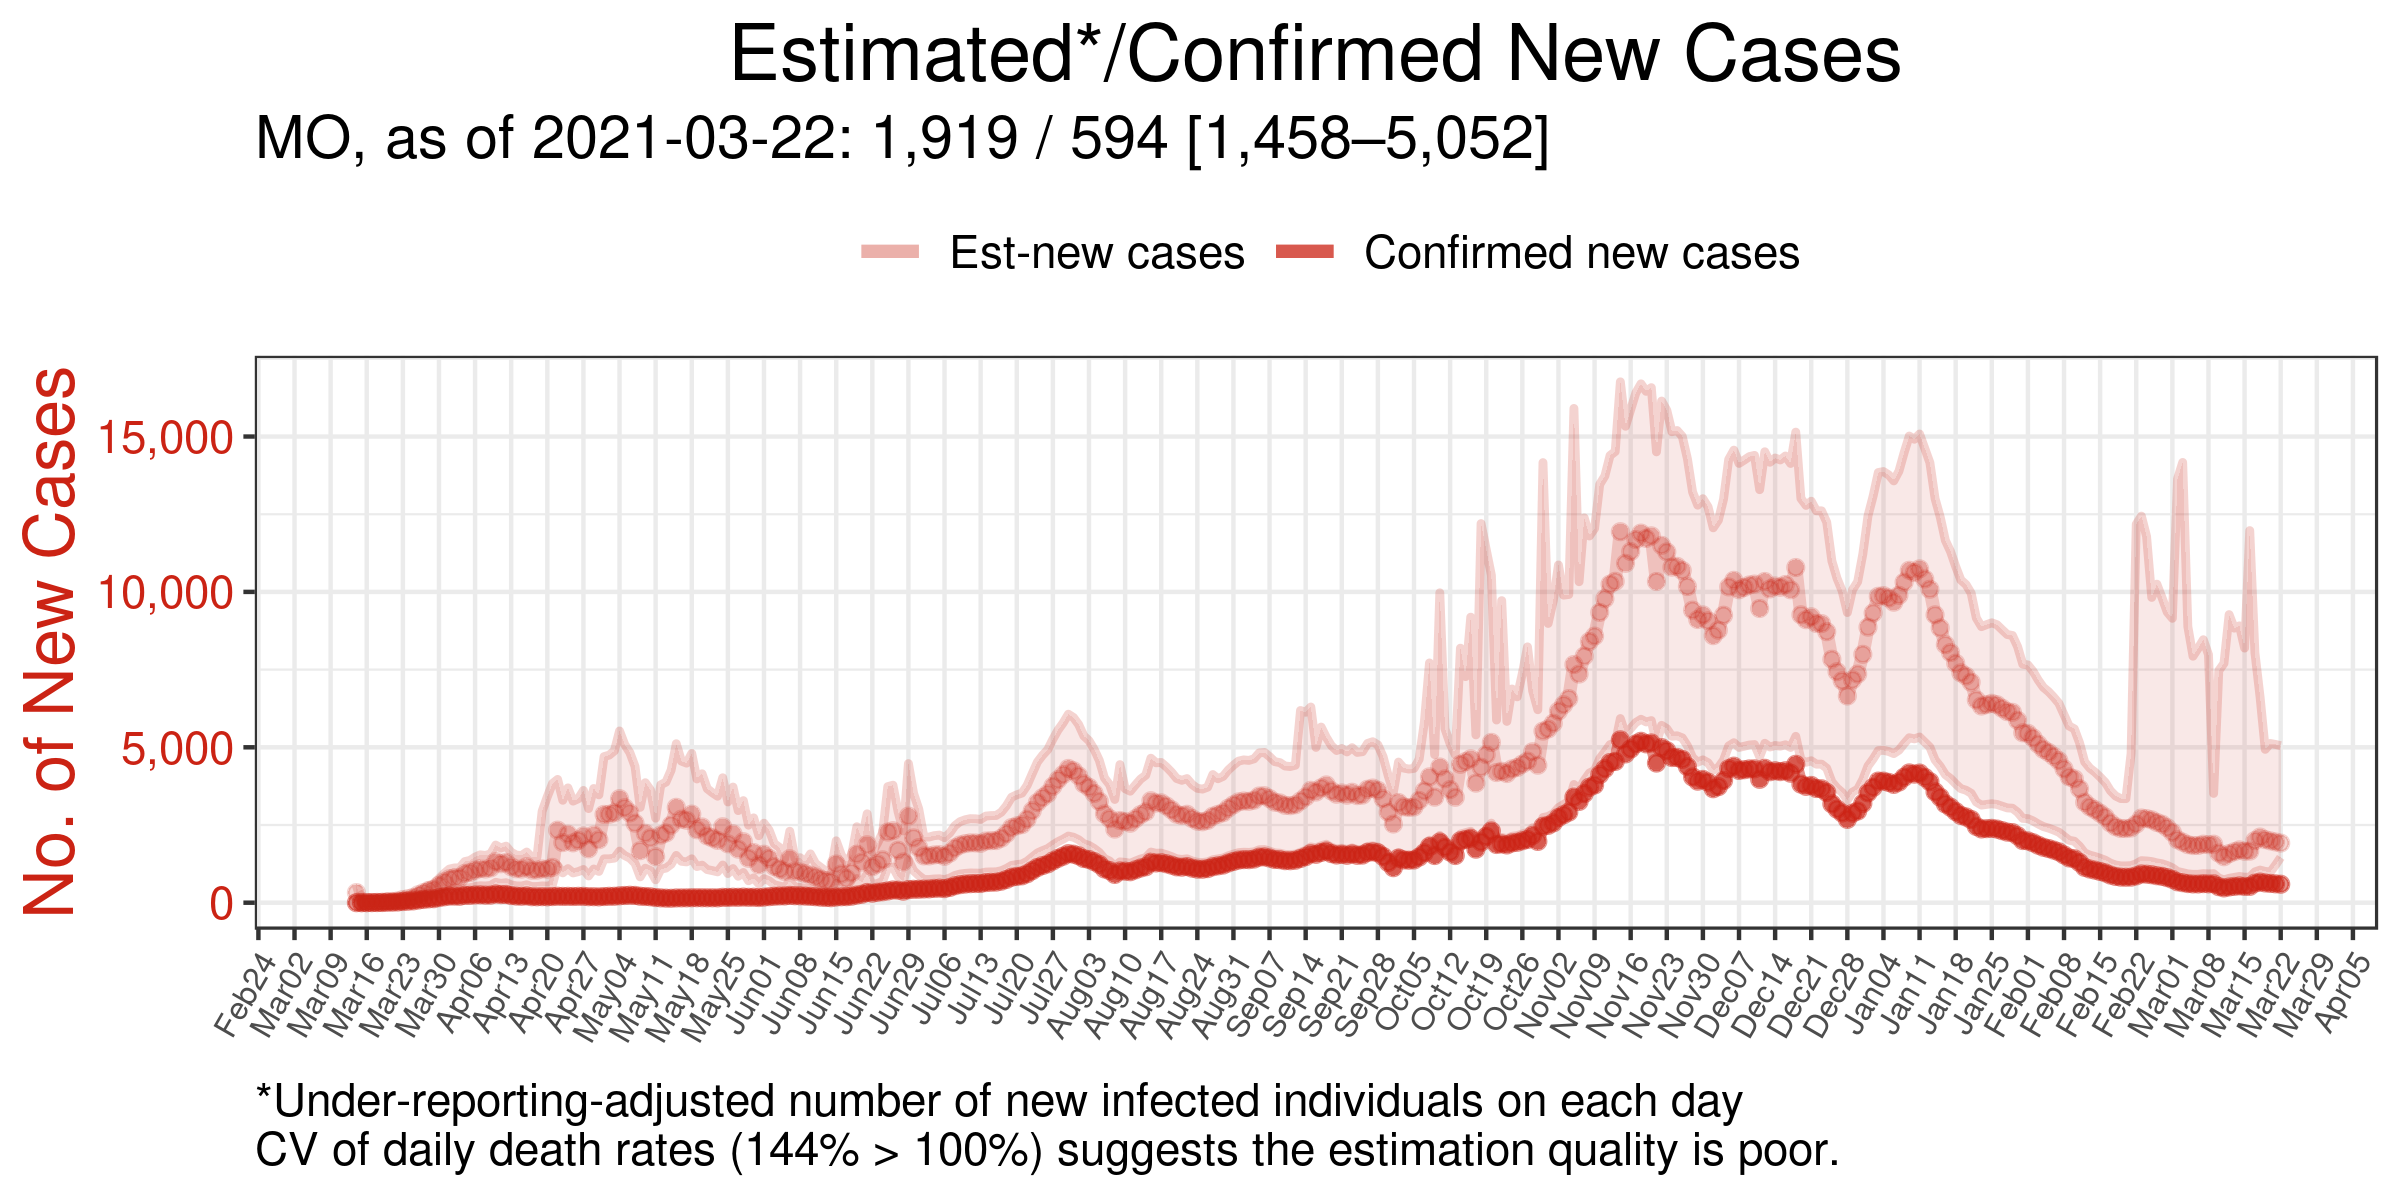 Estimated*/Confirmed New Cases
MO, as of 2021-03-22: 1,919 / 594 [1,458–5,052]
Est-new cases Confirmed new cases
No. of New Cases
15,000
10,000
5,000
0
Feb24 Mar02 Mar09 Mar16 Mar23 Mar30 Apr06 Apr13 Apr20 Apr27 May04 May11 May18 May25 Jun01 Jun08 Jun15 Jun22 Jun29 Jul06 Jul13 Jul20 Jul27 Aug03 Aug10 Aug17 Aug24 Aug31 Sep07 Sep14 Sep21 Sep28 Oct05 Oct12 Oct19 Oct26 Nov02 Nov09 Nov16 Nov23 Nov30 Dec07 Dec14 Dec21 Dec28 Jan04 Jan11 Jan18 Jan25 Feb01 Feb08 Feb15 Feb22 Mar01 Mar08 Mar15 Mar22 Mar29 Apr05
*Under-reporting-adjusted number of new infected individuals on each day
CV of daily death rates (144% > 100%) suggests the estimation quality is poor.